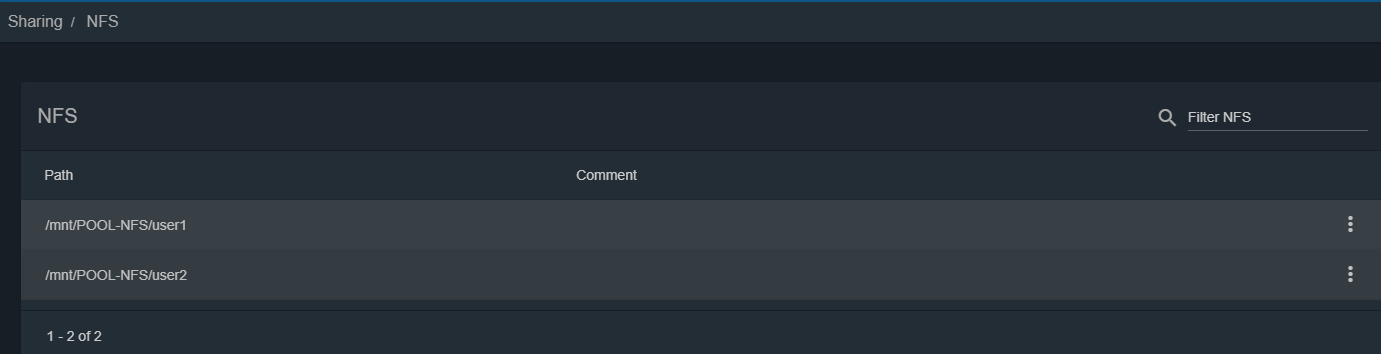 Sharing / NFS
NFS
Filter NFS
Path Comment
/mnt/POOL-NFS/user1
/mnt/POOL-NFS/user2
1 - 2 of 2